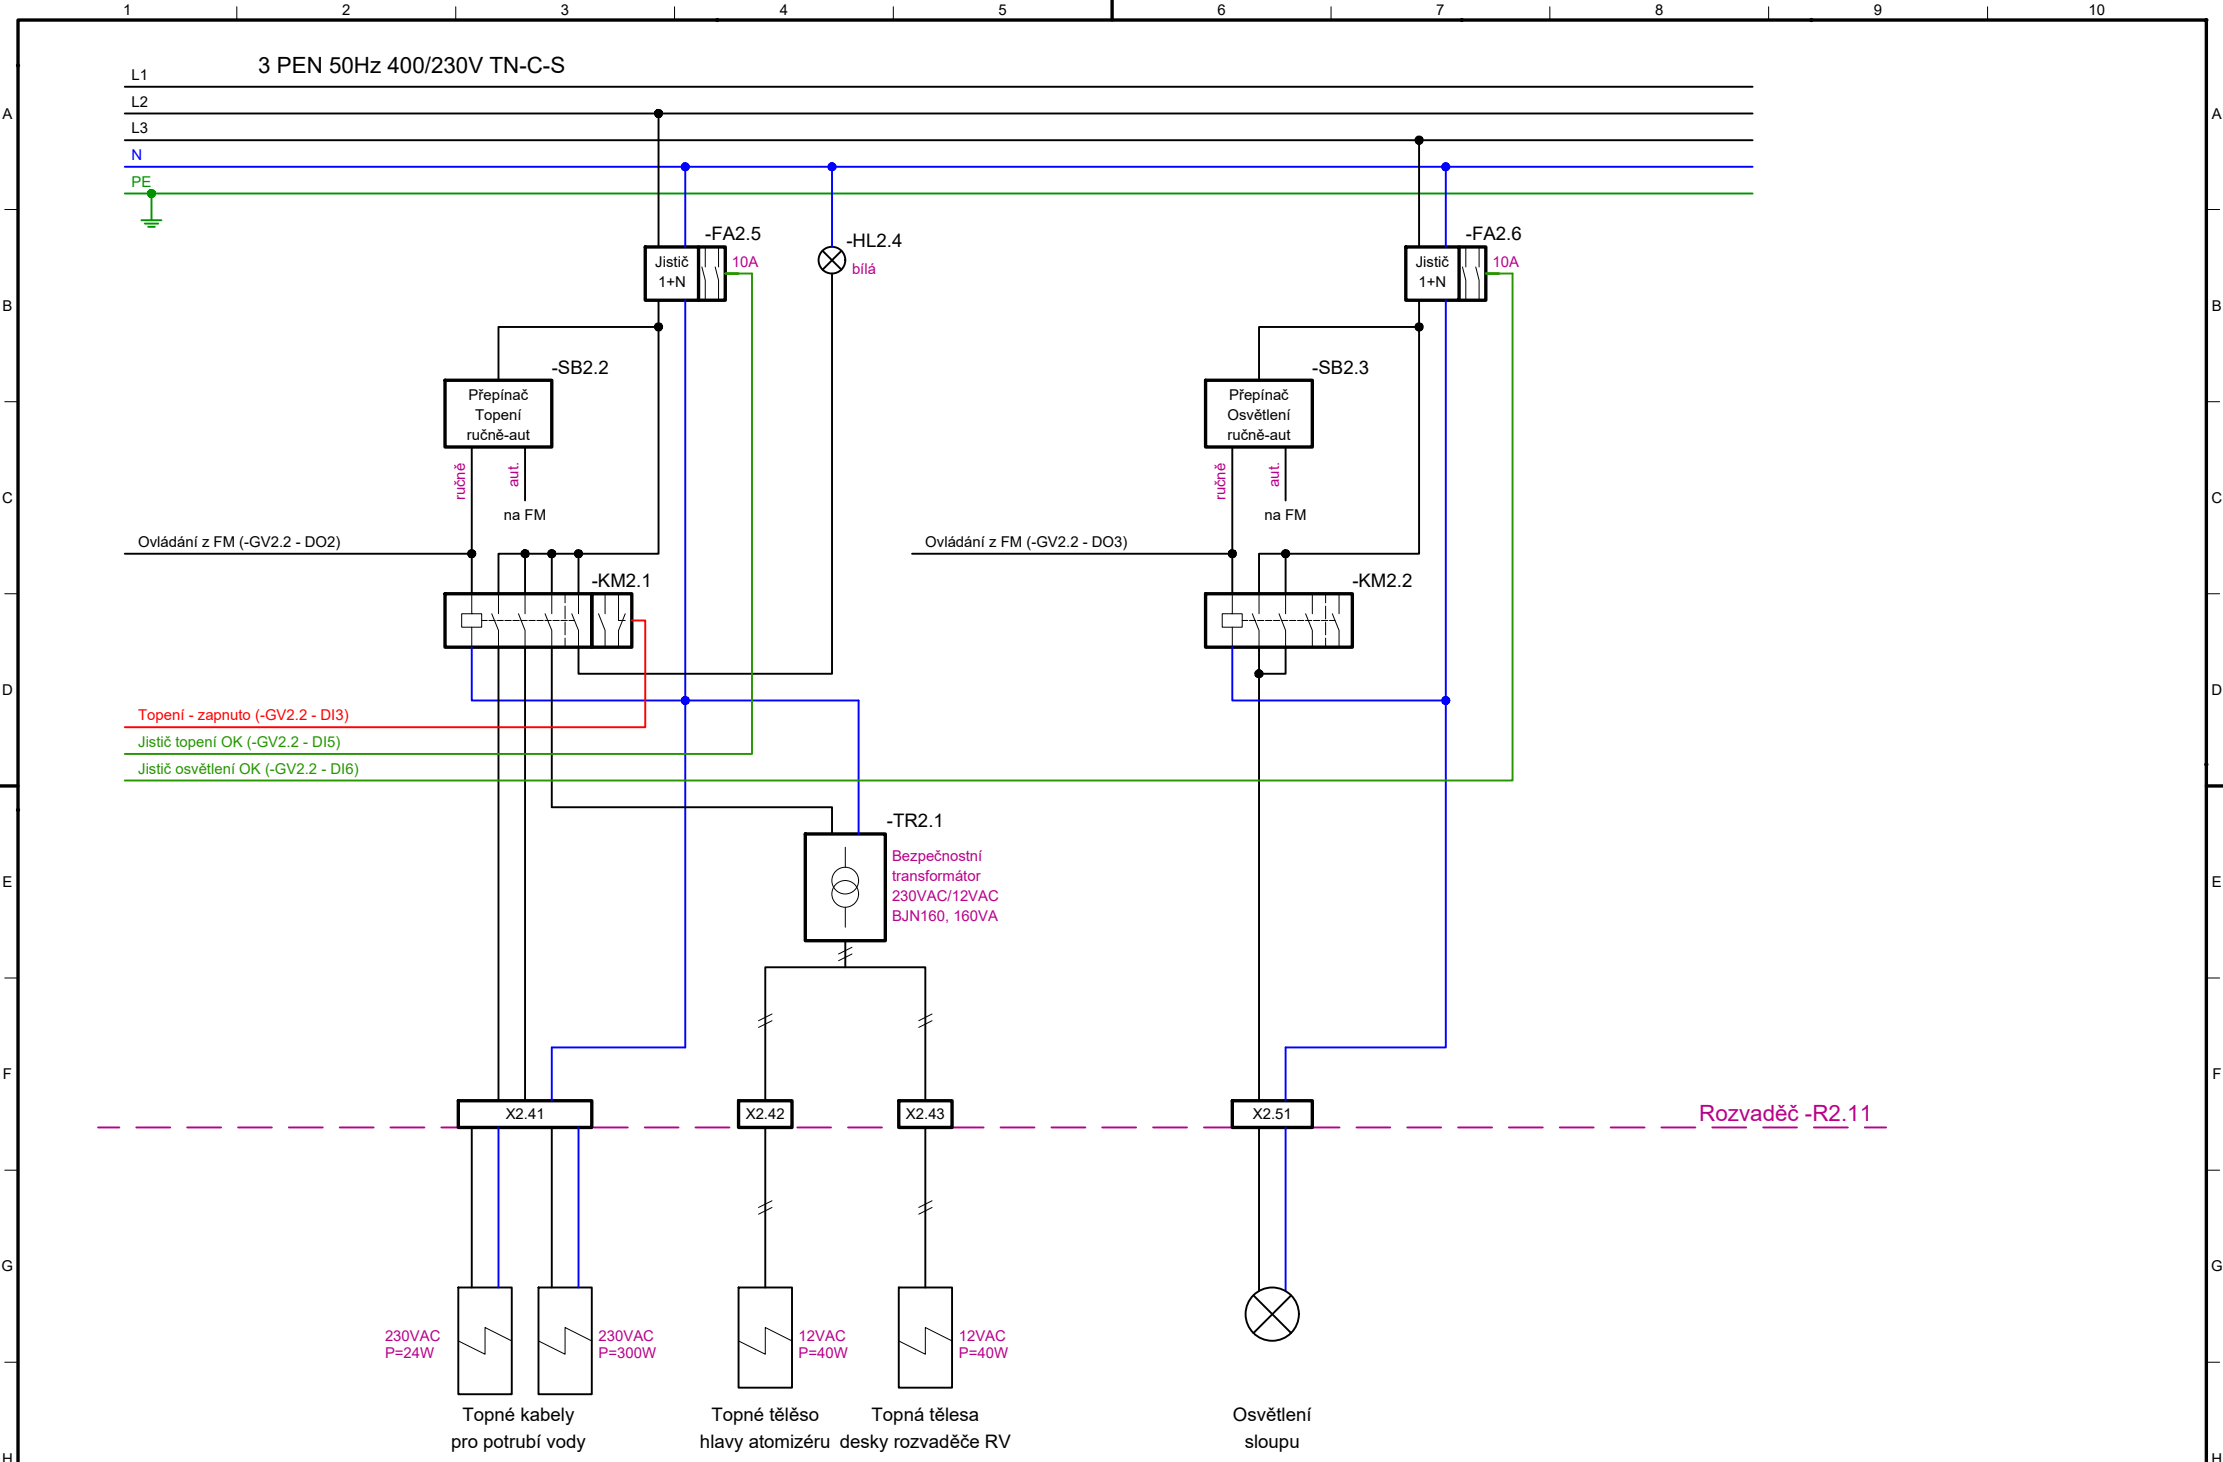 1 2 3 4 5 6 7 8 9 10
3 PEN 50Hz 400/230V TN-C-S
L1
L2
A A
L3
N
PE
-FA2.5
-HL2.4
-FA2.6
Jistič
1+N
10A
bílá
Jistič
1+N
10A
B B
-SB2.2
-SB2.3
Přepínač
Topení
ručně-aut
Přepínač
Osvětlení
ručně-aut
ručně
aut.
ručně
aut.
C C
na FM
na FM
Ovládání z FM (-GV2.2 - DO2)
Ovládání z FM (-GV2.2 - DO3)
-KM2.1
-KM2.2
D D
Topení - zapnuto (-GV2.2 - DI3)
Jistič topení OK (-GV2.2 - DI5)
Jistič osvětlení OK (-GV2.2 - DI6)
-TR2.1
Bezpečnostní
transformátor
230VAC/12VAC
BJN160, 160VA
E E
F F
X2.41
X2.42
X2.43
X2.51
Rozvaděč -R2.11
G G
230VAC
P=24W
230VAC
P=300W
12VAC
P=40W
12VAC
P=40W
Topné kabely
pro potrubí vody
Topné tělěso
hlavy atomizéru
Topná tělesa
desky rozvaděče RV
Osvětlení
sloupu
H H